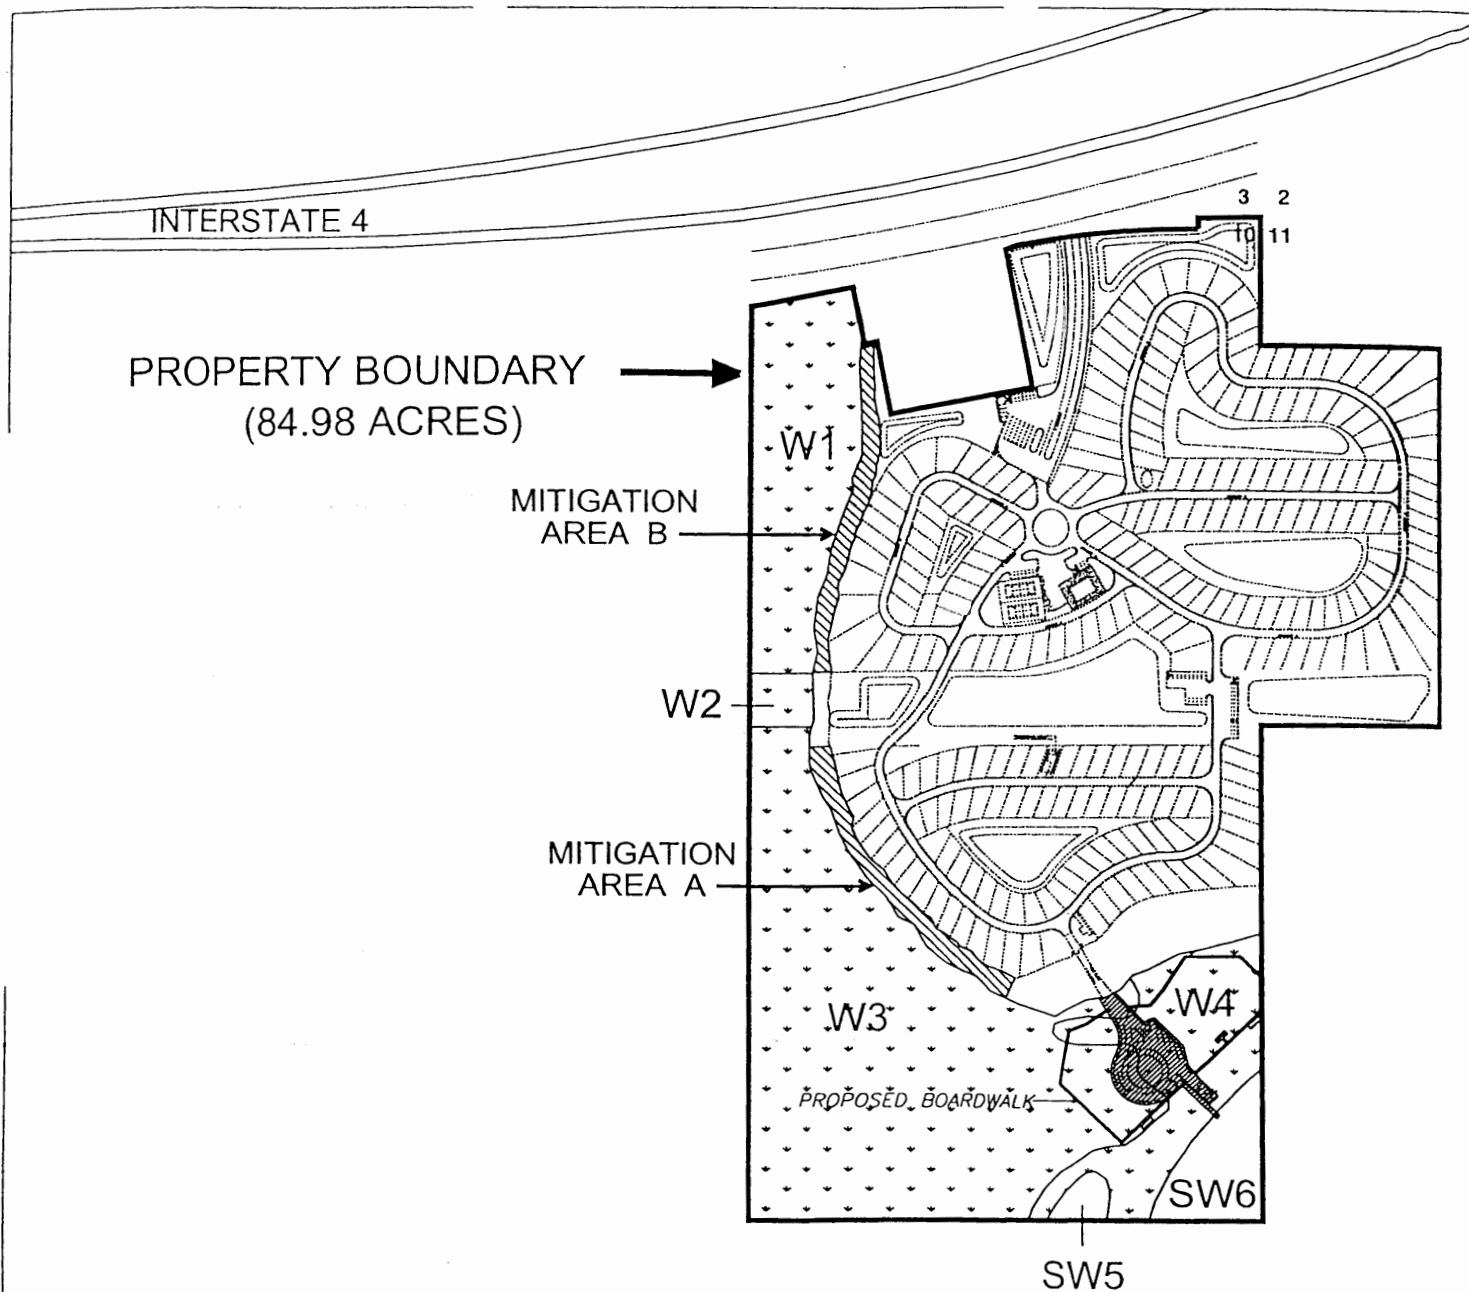 INTERSTATE 4
3 2
10 11
PROPERTY BOUNDARY
(84.98 ACRES)
W1
MITIGATION
AREA B
W2
MITIGATION
AREA A
W3
W4
PROPOSED BOARDWALK
SW6
SW5